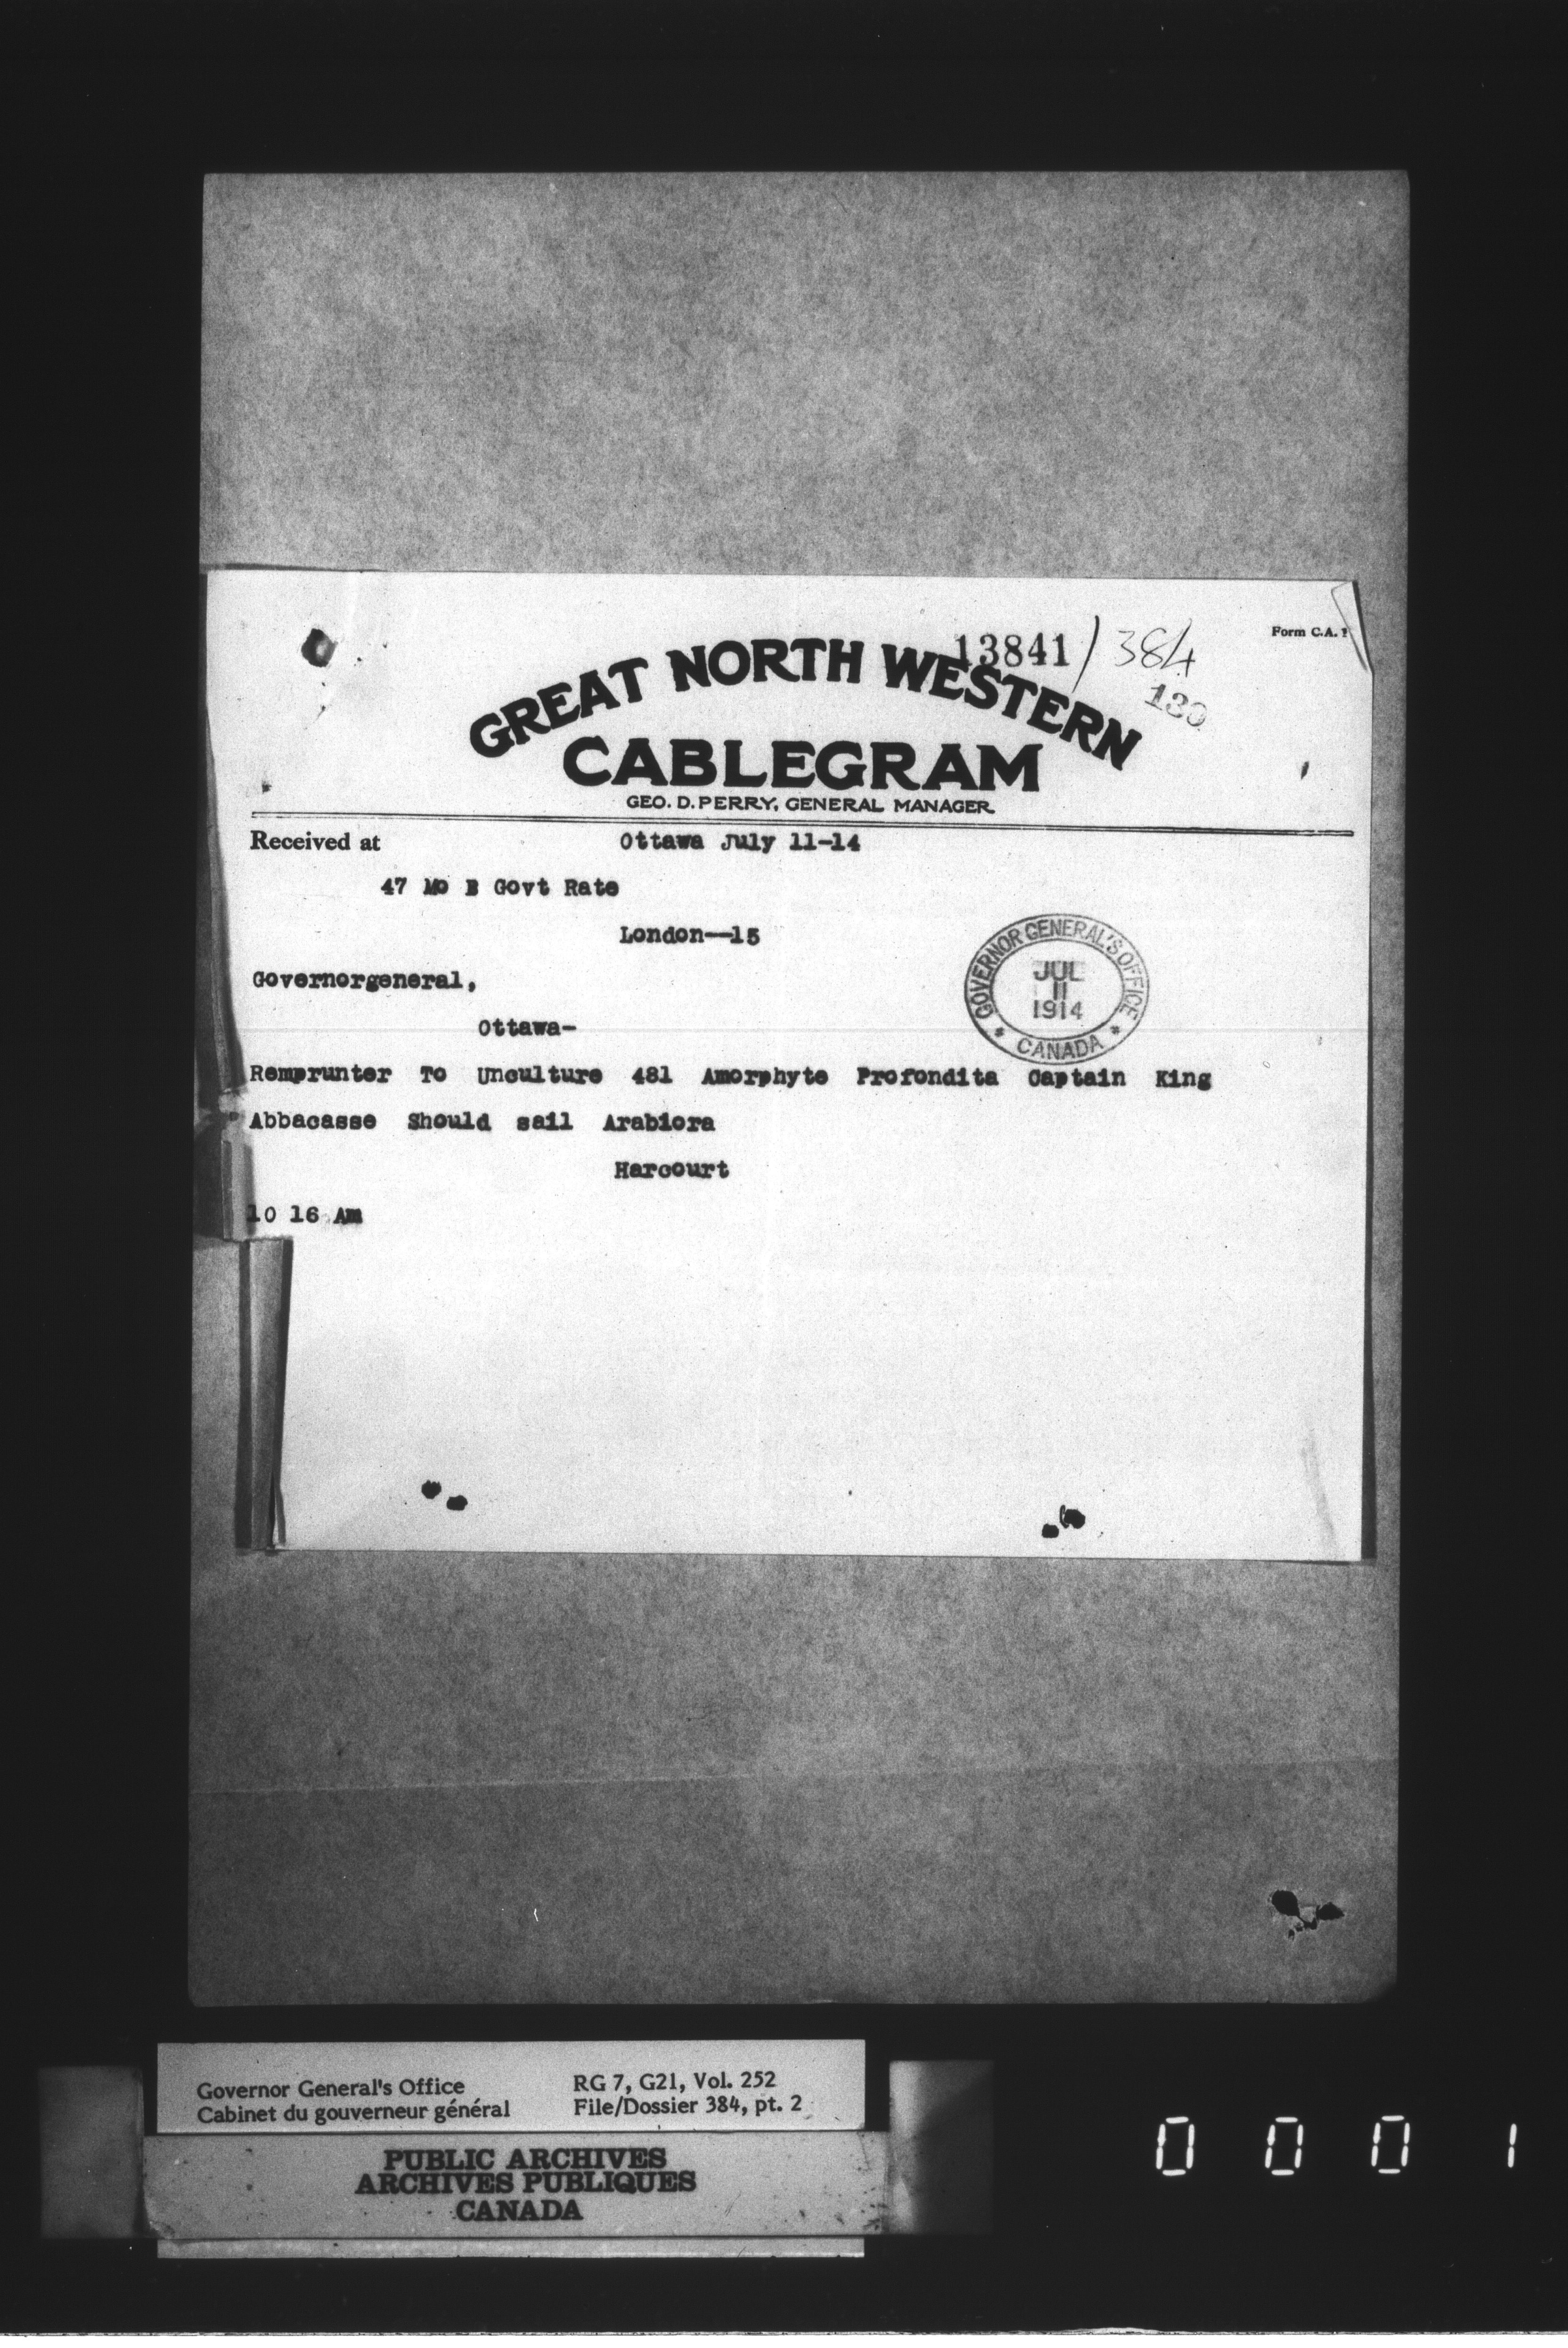 Form C.A. 1
13841/384
130
GREAT NORTH WESTERN
CABLEGRAM
GEO. D. PERRY, GENERAL MANAGER.
Received at Ottawa July 11-14
47 Mo B Govt Rate
London--15
Governorgeneral,
Ottawa-
GOVERNOR GENERAL'S OFFICE
JUL
11
1914
* CANADA *
Remprunter To Unculture 481 Amorphyte Profondita Captain King
Abbacasse Should sail Arabiora
Harcourt
10 16 Am
Governor General's Office RG 7, G21, Vol. 252
Cabinet du gouverneur général File/Dossier 384, pt. 2
PUBLIC ARCHIVES
ARCHIVES PUBLIQUES
CANADA
0001